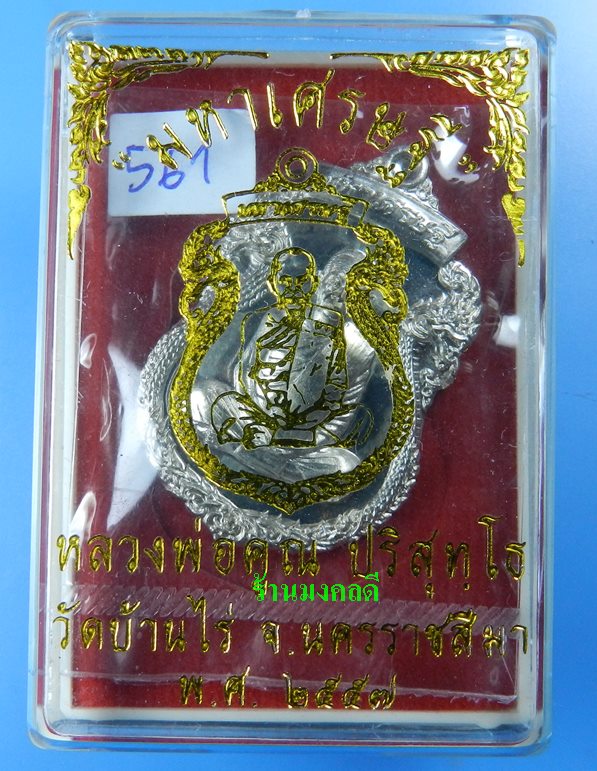 "มหาเศรษฐี"
561
หลวงพ่อคูณ ปริสุทฺโธ
ร้านมงคลดี
วัดบ้านไร่ จ.นครราชสีมา
พ.ศ. ๒๕๕๗